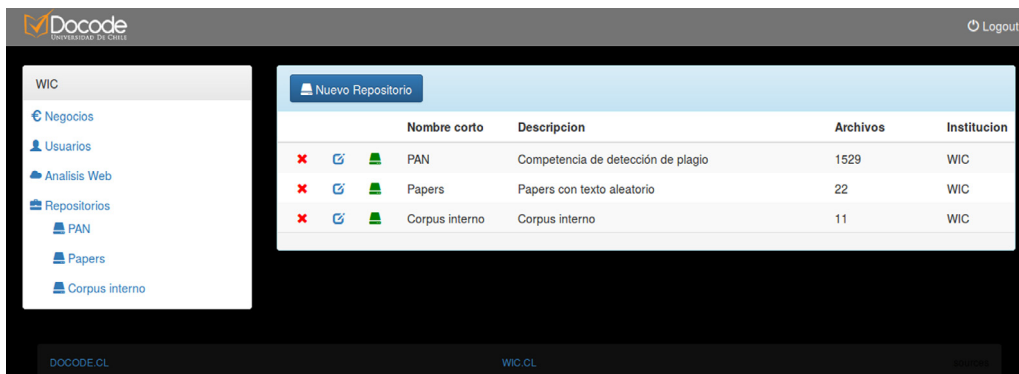 Docode
UNIVERSIDAD DE CHILE
Logout
WIC
Negocios
Usuarios
Analisis Web
Repositorios
PAN
Papers
Corpus interno
Nuevo Repositorio
Nombre corto Descripcion Archivos Institucion
PAN Competencia de detección de plagio 1529 WIC
Papers Papers con texto aleatorio 22 WIC
Corpus interno Corpus interno 11 WIC
DOCODE.CL WIC.CL